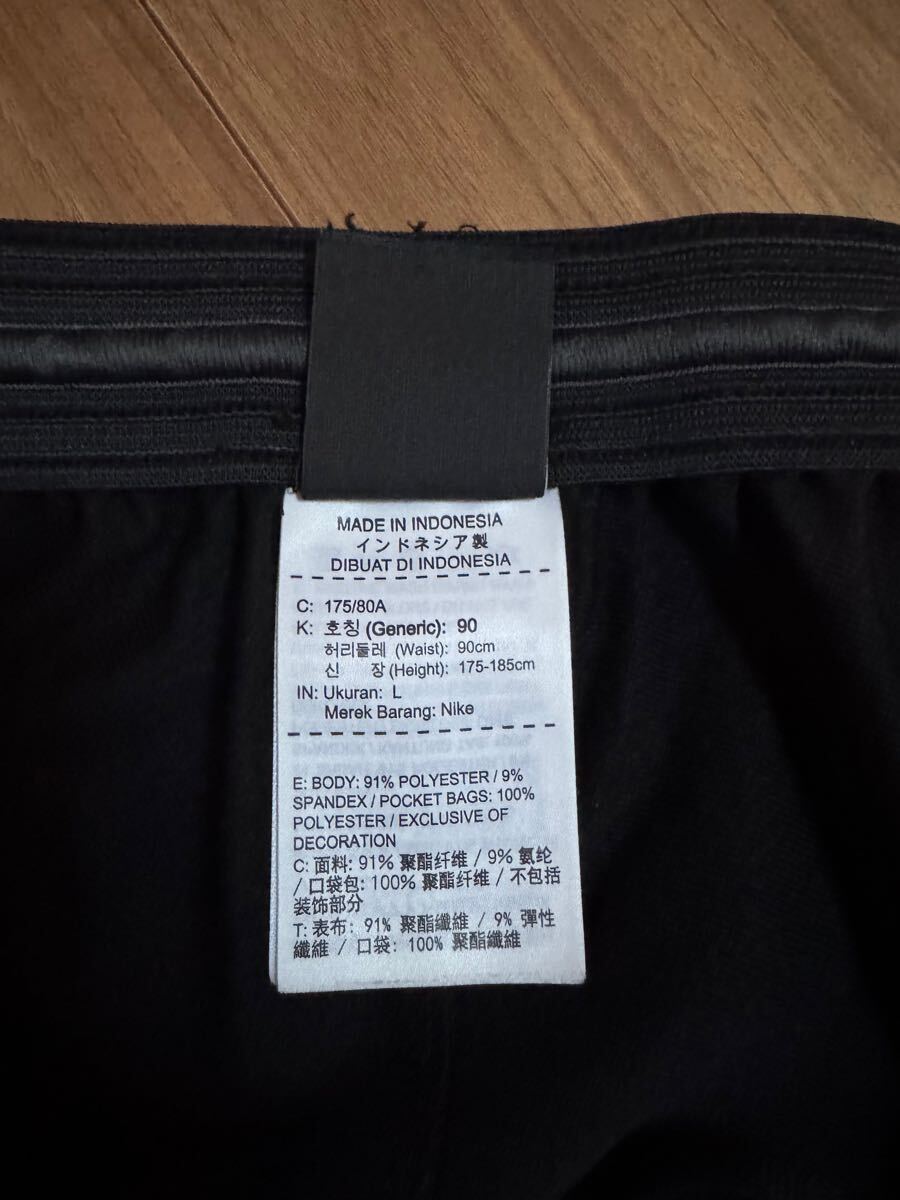 MADE IN INDONESIA
インドネシア製
DIBUAT DI INDONESIA
C: 175/80A
K: 호칭 (Generic): 90
허리둘레 (Waist): 90cm
신 장 (Height): 175-185cm
IN: Ukuran: L
Merek Barang: Nike
E: BODY: 91% POLYESTER / 9%
SPANDEX / POCKET BAGS: 100%
POLYESTER / EXCLUSIVE OF
DECORATION
C: 面料: 91% 聚酯纤维 / 9% 氨纶
/ 口袋包: 100% 聚酯纤维 / 不包括
装饰部分
T: 表布: 91% 聚酯纖維 / 9% 彈性
纖維 / 口袋: 100% 聚酯纖維